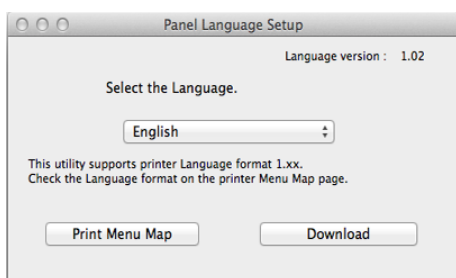 Panel Language Setup
Language version : 1.02
Select the Language.
English
This utility supports printer Language format 1.xx.
Check the Language format on the printer Menu Map page.
Print Menu Map
Download